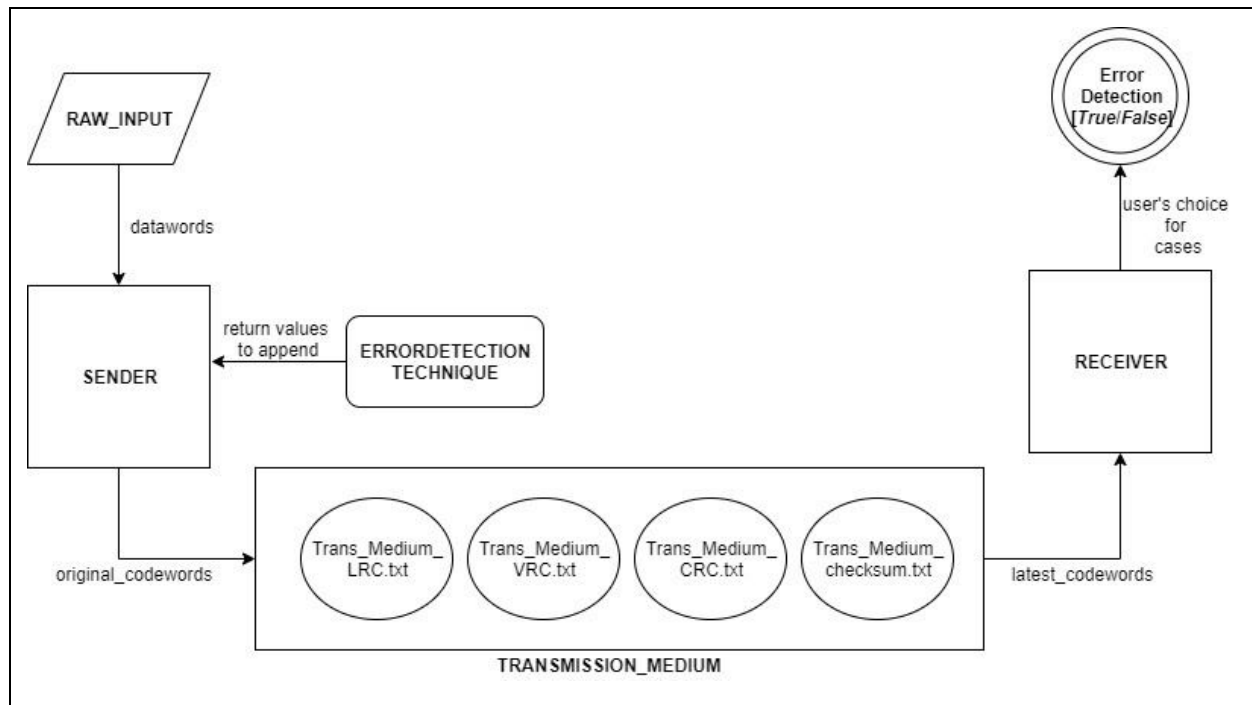 RAW_INPUT
datawords
SENDER
return values
to append
ERRORDETECTION
TECHNIQUE
original_codewords
Trans_Medium_
LRC.txt
Trans_Medium_
VRC.txt
Trans_Medium_
CRC.txt
Trans_Medium_
checksum.txt
TRANSMISSION_MEDIUM
latest_codewords
RECEIVER
user's choice
for
cases
Error
Detection
[True/False]